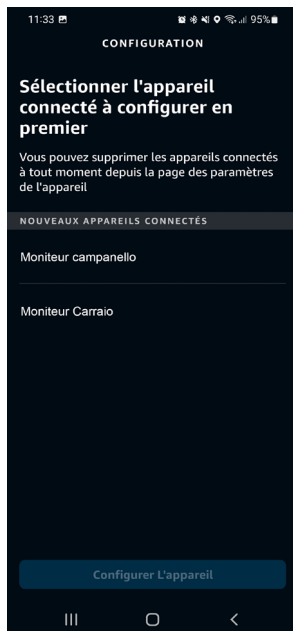 11:33 95%
CONFIGURATION
Sélectionner l'appareil
connecté à configurer en
premier
Vous pouvez supprimer les appareils connectés
à tout moment depuis la page des paramètres
de l'appareil
NOUVEAUX APPAREILS CONNECTÉS
Moniteur campanello
Moniteur Carraio
Configurer L'appareil